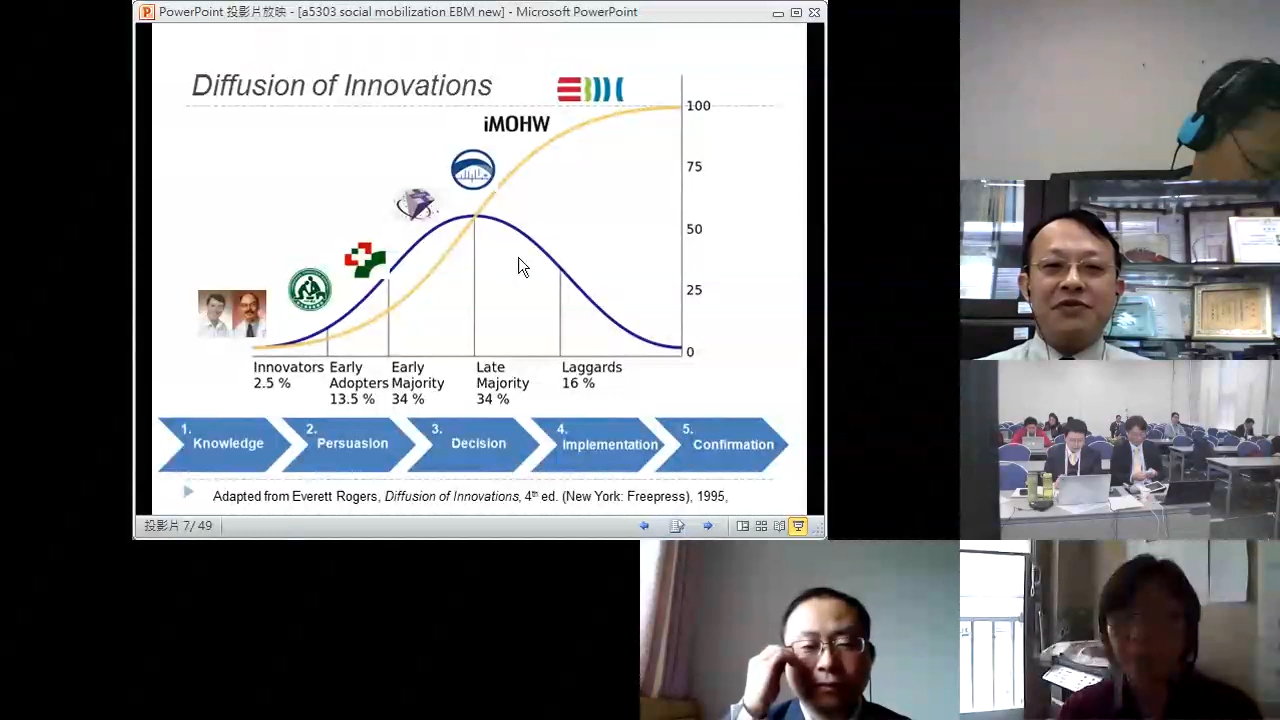 PowerPoint 投影片放映 - [a5303 social mobilization EBM new] - Microsoft PowerPoint
Diffusion of Innovations
iMOHW
100
75
50
25
0
Innovators
2.5 %
Early
Adopters
13.5 %
Early
Majority
34 %
Late
Majority
34 %
Laggards
16 %
1.
Knowledge
2.
Persuasion
3.
Decision
4.
Implementation
5.
Confirmation
Adapted from Everett Rogers, Diffusion of Innovations, 4th ed. (New York: Freepress), 1995,
投影片 7/ 49